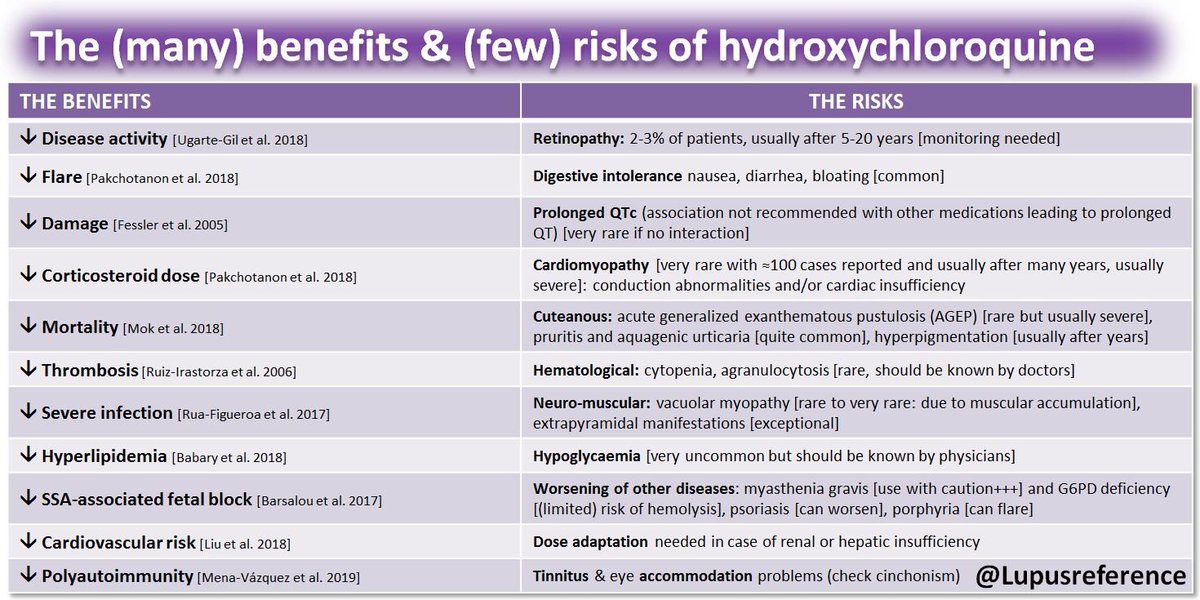 The (many) benefits & (few) risks of hydroxychloroquine
THE BENEFITS
THE RISKS
↓ Disease activity [Ugarte-Gil et al. 2018]
Retinopathy: 2-3% of patients, usually after 5-20 years [monitoring needed]
↓ Flare [Pakchotanon et al. 2018]
Digestive intolerance nausea, diarrhea, bloating [common]
↓ Damage [Fessler et al. 2005]
Prolonged QTc (association not recommended with other medications leading to prolonged
QT) [very rare if no interaction]
↓ Corticosteroid dose [Pakchotanon et al. 2018]
Cardiomyopathy [very rare with ≈100 cases reported and usually after many years, usually
severe]: conduction abnormalities and/or cardiac insufficiency
↓ Mortality [Mok et al. 2018]
Cuteanous: acute generalized exanthematous pustulosis (AGEP) [rare but usually severe],
pruritis and aquagenic urticaria [quite common], hyperpigmentation [usually after years]
↓ Thrombosis [Ruiz-Irastorza et al. 2006]
Hematological: cytopenia, agranulocytosis [rare, should be known by doctors]
↓ Severe infection [Rua-Figueroa et al. 2017]
Neuro-muscular: vacuolar myopathy [rare to very rare: due to muscular accumulation],
extrapyramidal manifestations [exceptional]
↓ Hyperlipidemia [Babary et al. 2018]
Hypoglycaemia [very uncommon but should be known by physicians]
↓ SSA-associated fetal block [Barsalou et al. 2017]
Worsening of other diseases: myasthenia gravis [use with caution+++] and G6PD deficiency
[(limited) risk of hemolysis], psoriasis [can worsen], porphyria [can flare]
↓ Cardiovascular risk [Liu et al. 2018]
Dose adaptation needed in case of renal or hepatic insufficiency
↓ Polyautoimmunity [Mena-Vázquez et al. 2019]
Tinnitus & eye accommodation problems (check cinchonism)
@Lupusreference